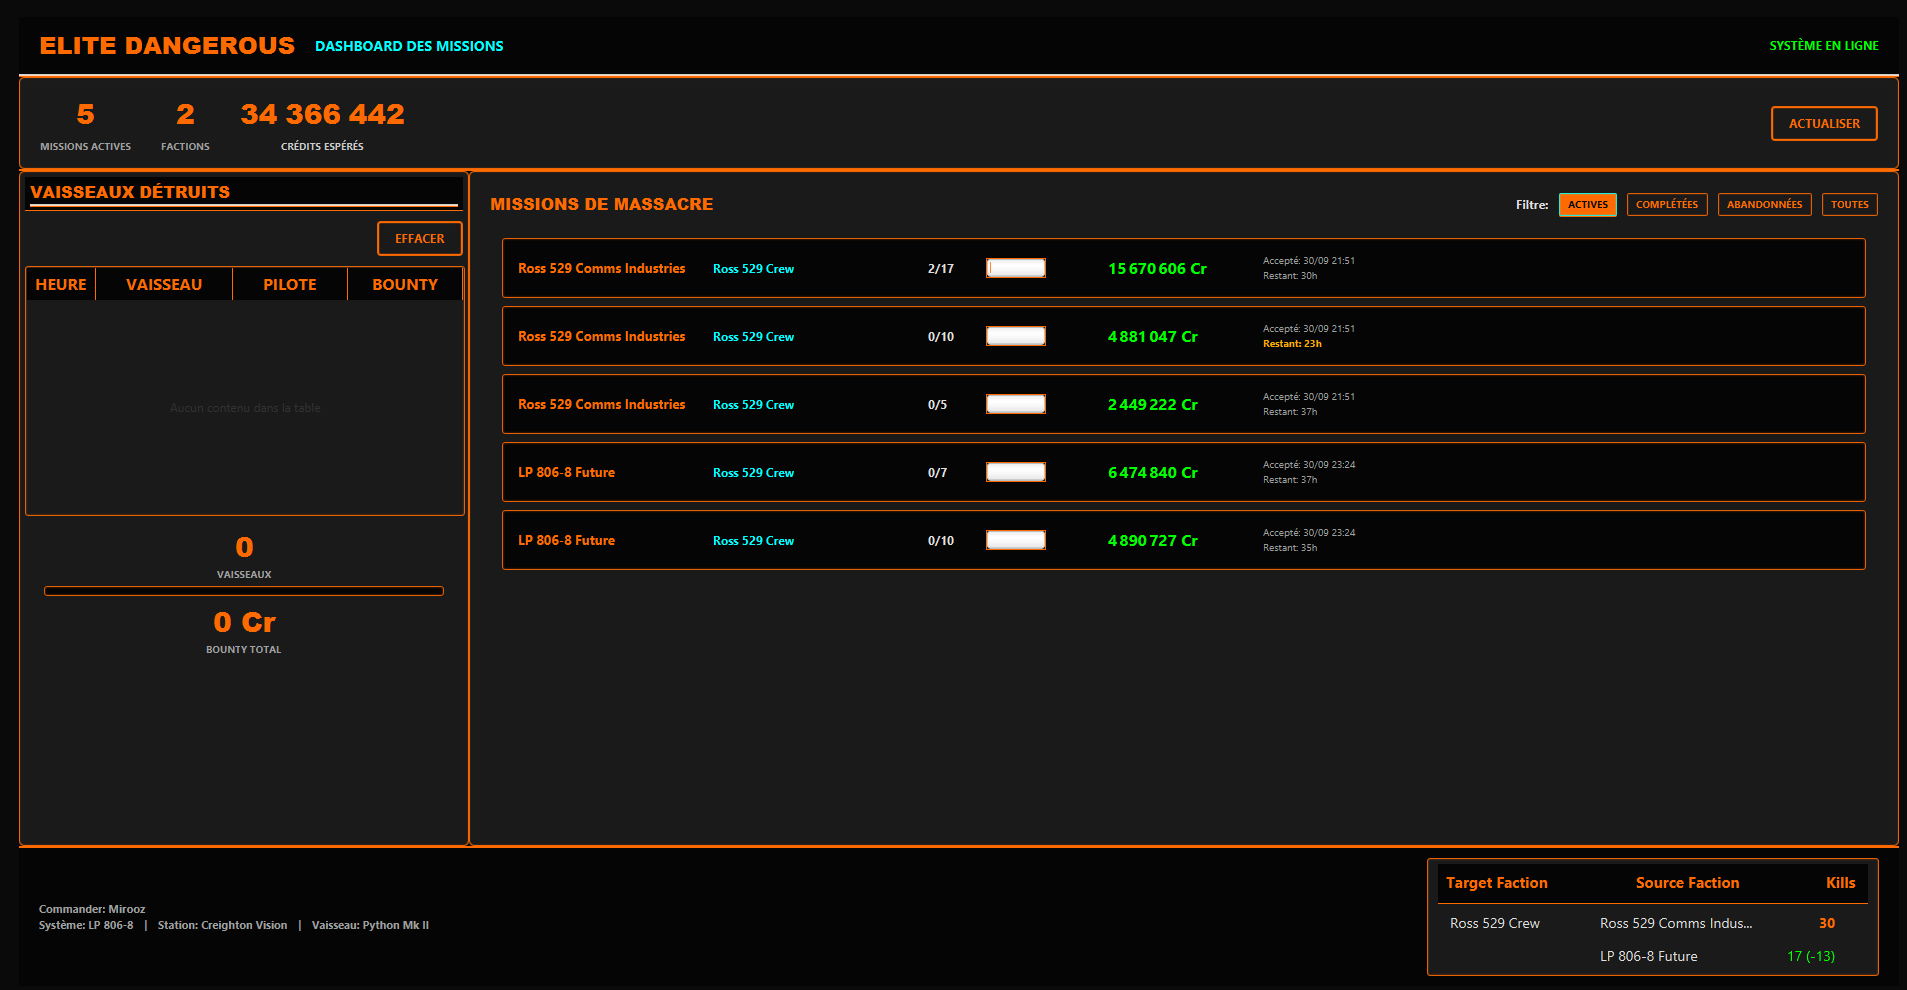 ELITE DANGEROUS DASHBOARD DES MISSIONS SYSTÈME EN LIGNE
5 2 34 366 442
MISSIONS ACTIVES FACTIONS CRÉDITS ESPÉRÉS
ACTUALISER
VAISSEAUX DÉTRUITS
EFFACER
HEURE VAISSEAU PILOTE BOUNTY
Aucun contenu dans la table
0
VAISSEAUX
0 Cr
BOUNTY TOTAL
MISSIONS DE MASSACRE
Filtre: ACTIVES COMPLÉTÉES ABANDONNÉES TOUTES
Ross 529 Comms Industries Ross 529 Crew 2/17 15 670 606 Cr
Accepté: 30/09 21:51
Restant: 30h
Ross 529 Comms Industries Ross 529 Crew 0/10 4 881 047 Cr
Accepté: 30/09 21:51
Restant: 23h
Ross 529 Comms Industries Ross 529 Crew 0/5 2 449 222 Cr
Accepté: 30/09 21:51
Restant: 37h
LP 806-8 Future Ross 529 Crew 0/7 6 474 840 Cr
Accepté: 30/09 23:24
Restant: 37h
LP 806-8 Future Ross 529 Crew 0/10 4 890 727 Cr
Accepté: 30/09 23:24
Restant: 35h
Commander: Mirooz
Système: LP 806-8 | Station: Creighton Vision | Vaisseau: Python Mk II
Target Faction Source Faction Kills
Ross 529 Crew Ross 529 Comms Indus... 30
LP 806-8 Future 17 (-13)